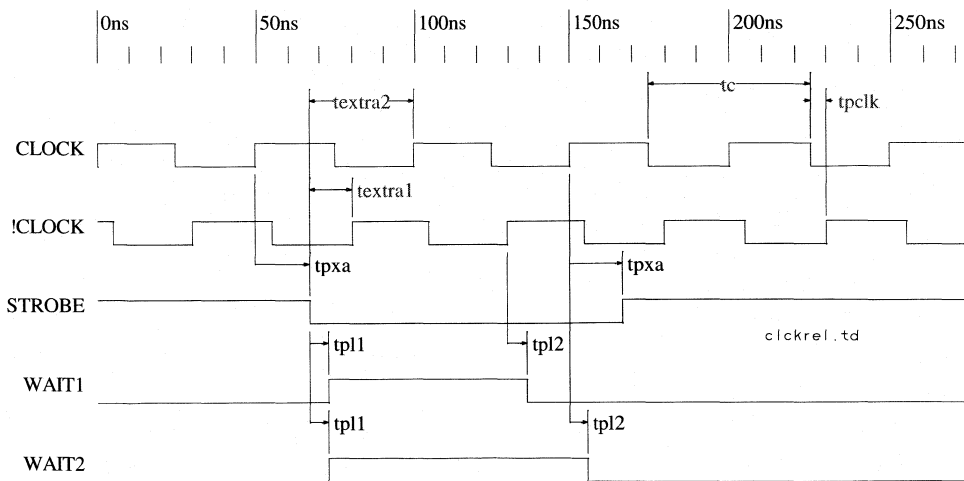 0ns 50ns 100ns 150ns 200ns 250ns
textra2 tc tpclk
CLOCK
textra1
!CLOCK
tpxa tpxa
STROBE
clckrel.td
tpl1 tpl2
WAIT1
tpl1 tpl2
WAIT2